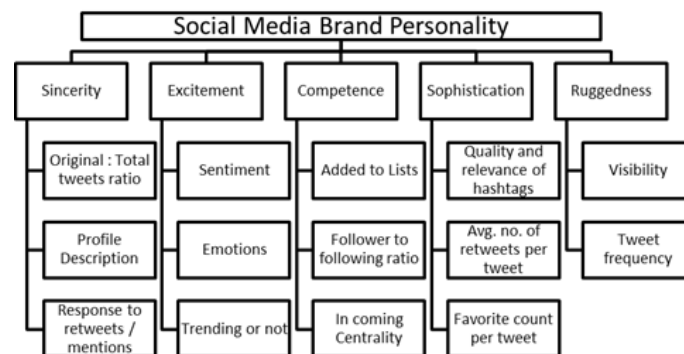 Social Media Brand Personality
Sincerity
Excitement
Competence
Sophistication
Ruggedness
Original : Total
tweets ratio
Sentiment
Added to Lists
Quality and
relevance of
hashtags
Visibility
Profile
Description
Emotions
Follower to
following ratio
Avg. no. of
retweets per
tweet
Tweet
frequency
Response to
retweets /
mentions
Trending or not
In coming
Centrality
Favorite count
per tweet